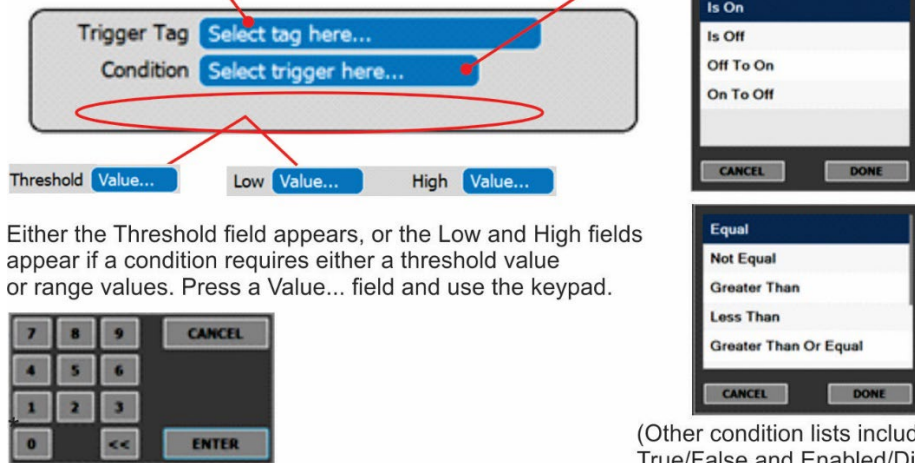 Trigger Tag Select tag here...
Condition Select trigger here...
Threshold Value... Low Value... High Value...
Either the Threshold field appears, or the Low and High fields
appear if a condition requires either a threshold value
or range values. Press a Value... field and use the keypad.
7 8 9 CANCEL
4 5 6
1 2 3
0 << ENTER
Is On
Is Off
Off To On
On To Off
CANCEL DONE
Equal
Not Equal
Greater Than
Less Than
Greater Than Or Equal
CANCEL DONE
(Other condition lists
True/False and